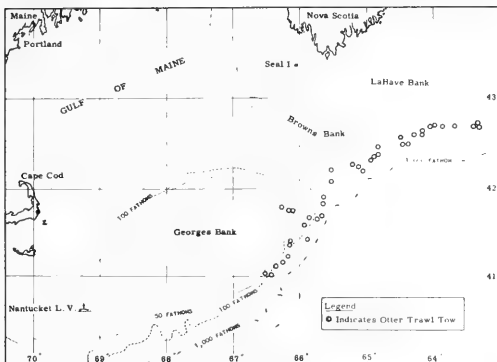 Maine
Portland
Nova Scotia
Seal I
LaHave Bank
GULF OF MAINE
43
Browns Bank
FATHOMS
Cape Cod
42
100 FATHOMS
Georges Bank
41
Nantucket L. V.
50 FATHOMS
100 FATHOMS
1,000 FATHOMS
Legend
Indicates Otter Trawl Tow
70
69
68
67
66
65
64